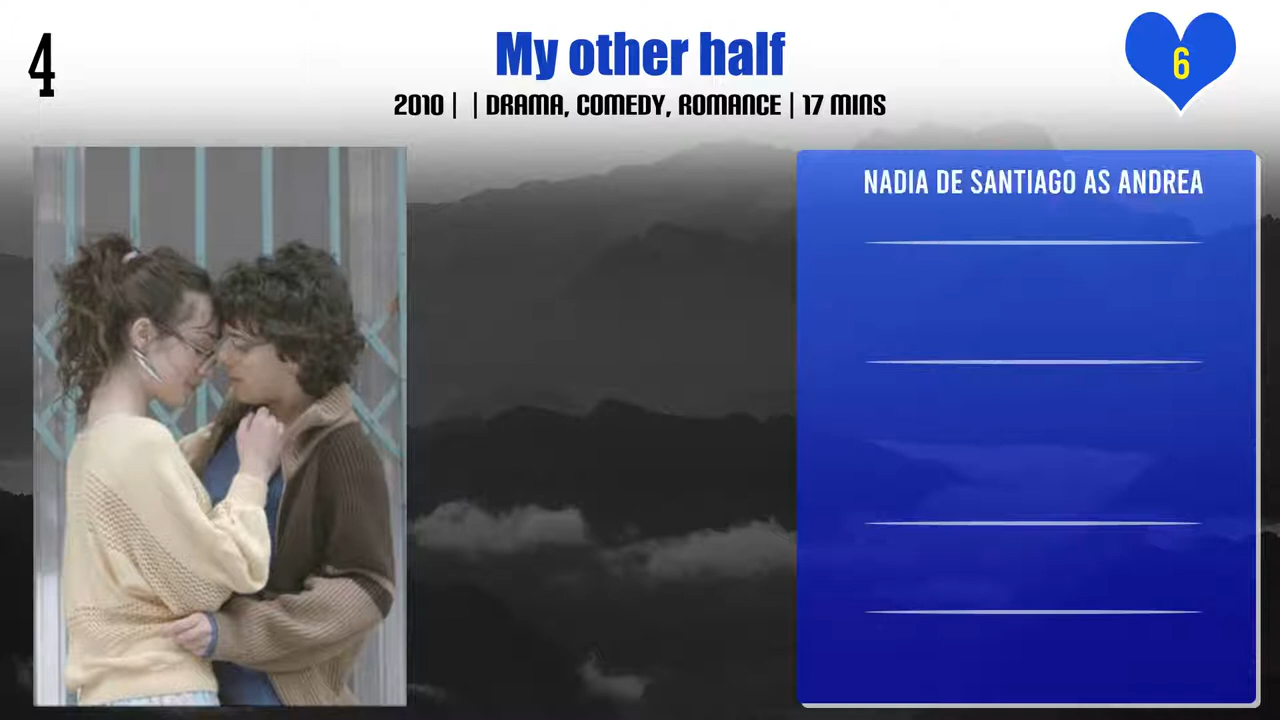 4
My other half
6
2010 | | DRAMA, COMEDY, ROMANCE | 17 MINS
NADIA DE SANTIAGO AS ANDREA